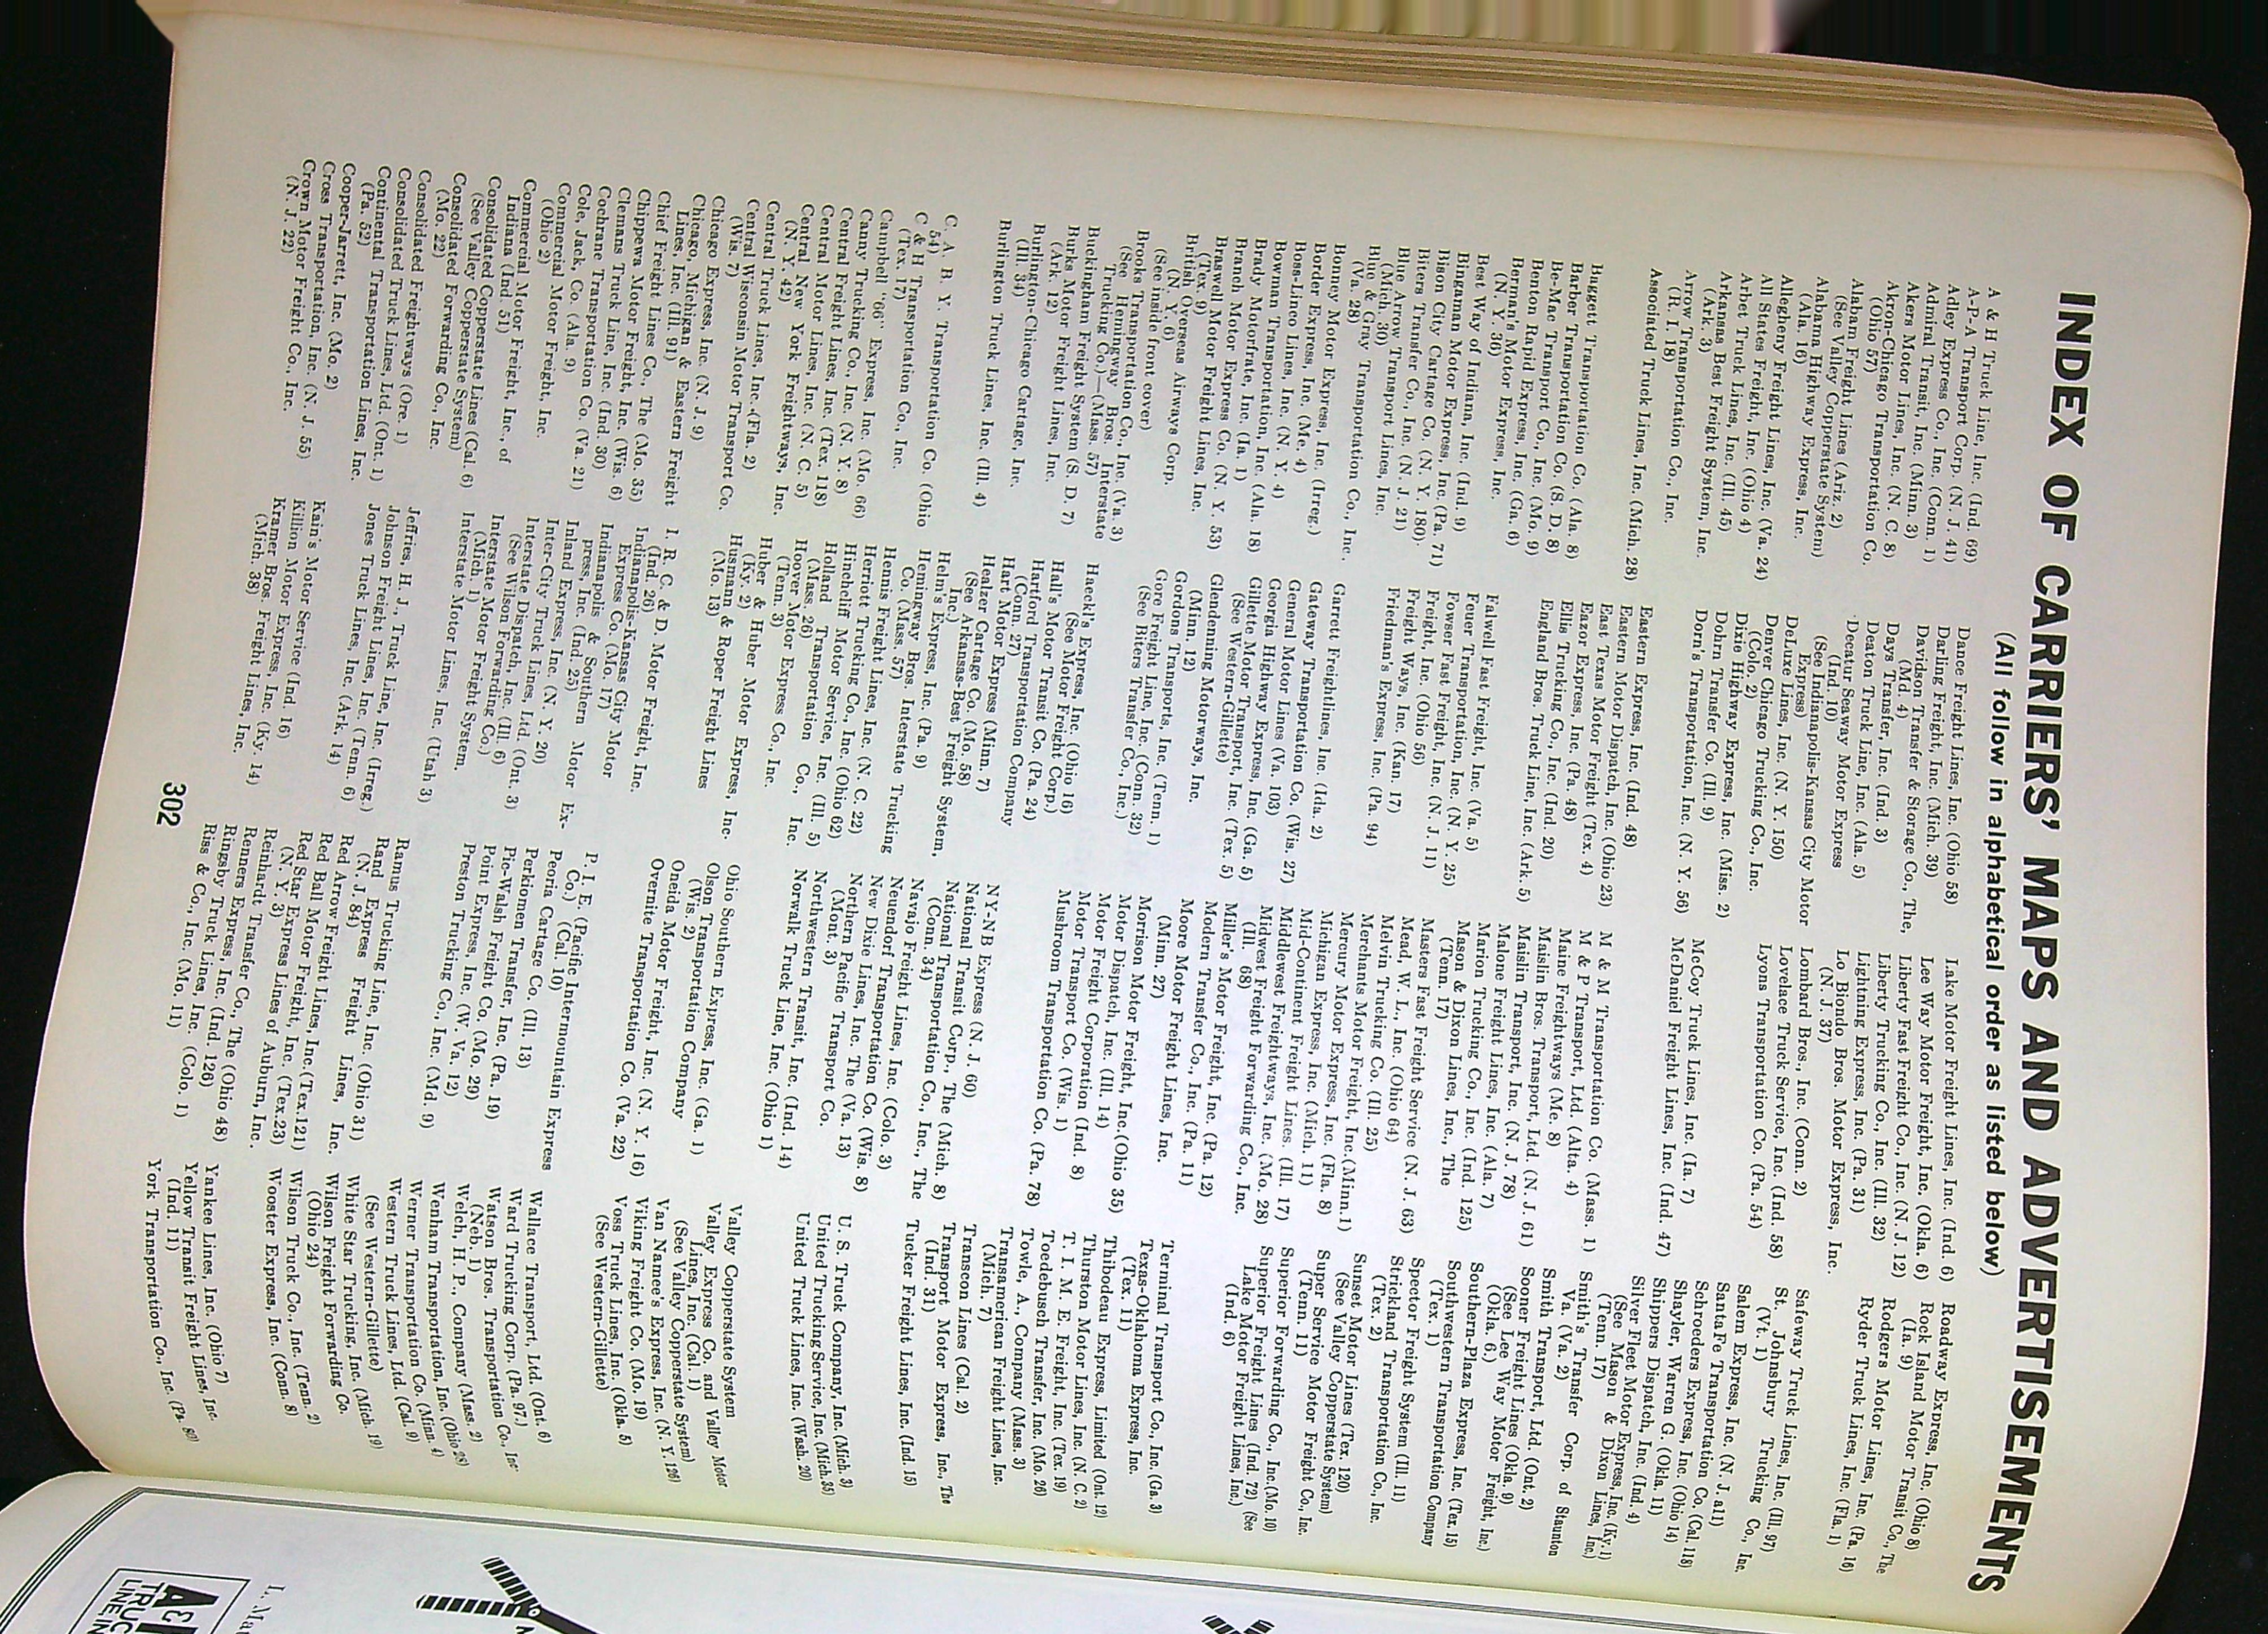 INDEX OF CARRIERS' MAPS AND ADVERTISEMENTS
(All follow in alphabetical order as listed below)
A & H Truck Line, Inc. (Ind. 69)
A-P-A Transport Corp. (N. J. 41)
Adley Express Co., Inc. (Conn. 1)
Admiral Transit, Inc. (Minn. 3)
Akers Motor Lines, Inc. (N. C. 8)
Akron-Chicago Transportation Co.
(Ohio 57)
Alabam Freight Lines (Ariz. 2)
(See Valley Copperstate System)
Alabama Highway Express, Inc.
(Ala. 16)
Allegheny Freight Lines, Inc. (Va. 24)
All States Freight, Inc. (Ohio 4)
Arbet Truck Lines, Inc. (Ill. 45)
Arkansas Best Freight System, Inc.
(Ark. 3)
Arrow Transportation Co., Inc.
(R. I. 18)
Associated Truck Lines, Inc. (Mich. 28)
Baggett Transportation Co. (Ala. 8)
Barber Transportation Co. (S. D. 8)
Be-Mac Transport Co., Inc. (Mo. 9)
Benton Rapid Express, Inc. (Ga. 6)
Berman's Motor Express, Inc.
(N. Y. 36)
Best Way of Indiana, Inc. (Ind. 9)
Bingaman Motor Express, Inc. (Pa. 71)
Bison City Cartage Co. (N. Y. 180)
Biters Transfer Co., Inc. (N. J. 21)
Blue Arrow Transport Lines, Inc.
(Mich. 30)
Blue & Gray Transportation Co., Inc.
(Va. 28)
Bonney Motor Express, Inc. (Irreg.)
Border Express, Inc. (Me. 4)
Boss-Linco Lines, Inc. (N. Y. 4)
Bowman Transportation, Inc. (Ala. 18)
Brady Motorfrate, Inc. (Ia. 1)
Branch Motor Express Co. (N. Y. 53)
Braswell Motor Freight Lines, Inc.
(Tex. 9)
British Overseas Airways Corp.
(N. Y. 6)
(See inside front cover)
Brooks Transportation Co., Inc. (Va. 3)
(See Hemingway Bros. Interstate
Trucking Co.)—(Mass. 57)
Buckingham Freight System (S. D. 7)
Burks Motor Freight Lines, Inc.
(Ark. 12)
Burlington-Chicago Cartage, Inc.
(Ill. 34)
Burlington Truck Lines, Inc. (Ill. 4)
C. A. B. Y. Transportation Co. (Ohio
54)
C & H Transportation Co., Inc.
(Tex. 17)
Campbell "66" Express, Inc. (Mo. 66)
Canny Trucking Co., Inc. (N. Y. 8)
Central Freight Lines, Inc. (Tex. 118)
Central Motor Lines, Inc. (N. C. 5)
Central New York Freightways, Inc.
(N. Y. 42)
Central Truck Lines, Inc. (Fla. 2)
Central Wisconsin Motor Transport Co.
(Wis. 7)
Chicago Express, Inc. (N. J. 9)
Chicago, Michigan & Eastern Freight
Lines, Inc. (Ill. 91)
Chief Freight Lines Co., The (Mo. 35)
Chippewa Motor Freight, Inc. (Wis. 6)
Clemans Truck Line, Inc. (Ind. 30)
Cochrane Transportation Co. (Va. 21)
Cole, Jack, Co. (Ala. 9)
Commercial Motor Freight, Inc.
(Ohio 2)
Commercial Motor Freight, Inc., of
Indiana (Ind. 51)
Consolidated Copperstate Lines (Cal. 6)
(See Valley Copperstate System)
Consolidated Forwarding Co., Inc.
(Mo. 22)
Consolidated Freightways (Ore. 1)
Consolidated Truck Lines, Ltd. (Ont. 1)
Continental Transportation Lines, Inc.
(Pa. 52)
Cooper-Jarrett, Inc. (Mo. 2)
Cross Transportation, Inc. (N. J. 55)
Crown Motor Freight Co., Inc.
(N. J. 22)
Dance Freight Lines, Inc. (Ohio 58)
Darling Freight, Inc. (Mich. 39)
Davidson Transfer & Storage Co., The,
(Md. 4)
Days Transfer, Inc. (Ind. 3)
Deaton Truck Line, Inc. (Ala. 5)
Decatur Seaway Motor Express
(Ind. 10)
(See Indianapolis-Kansas City Motor
Express)
DeLuxe Lines, Inc. (N. Y. 150)
Denver Chicago Trucking Co., Inc.
(Colo. 2)
Dixie Highway Express, Inc. (Miss. 2)
Dohrn Transfer Co. (Ill. 9)
Dorn's Transportation, Inc. (N. Y. 56)
Eastern Express, Inc. (Ind. 48)
Eastern Motor Dispatch, Inc. (Ohio 23)
East Texas Motor Freight (Tex. 4)
Eazor Express, Inc. (Pa. 48)
Ellis Trucking Co., Inc. (Ind. 20)
England Bros. Truck Line, Inc. (Ark. 5)
Falwell Fast Freight, Inc. (Va. 5)
Feuer Transportation, Inc. (N. Y. 25)
Fowser Fast Freight, Inc. (N. J. 11)
Freight, Inc. (Ohio 56)
Freight Ways, Inc. (Kan. 17)
Friedman's Express, Inc. (Pa. 94)
Garrett Freightlines, Inc. (Ida. 2)
Gateway Transportation Co. (Wis. 27)
General Motor Lines (Va. 103)
Georgia Highway Express, Inc. (Ga. 5)
Gillette Motor Transport, Inc. (Tex. 5)
(See Western-Gillette)
Glendenning Motorways, Inc.
(Minn. 12)
Gordons Transports, Inc. (Tenn. 1)
Gore Freight Line, Inc. (Conn. 32)
(See Biters Transfer Co., Inc.)
Haeckl's Express, Inc. (Ohio 16)
(See Motor Freight Corp.)
Hall's Motor Transit Co. (Pa. 24)
Hartford Transportation Company
(Conn. 27)
Hart Motor Express (Minn. 7)
Healzer Cartage Co. (Mo. 58)
(See Arkansas-Best Freight System,
Inc.)
Helm's Express, Inc. (Pa. 9)
Hemingway Bros. Interstate Trucking
Co. (Mass. 57)
Hennis Freight Lines, Inc. (N. C. 22)
Herriott Trucking Co., Inc. (Ohio 62)
Hinchcliff Motor Service, Inc. (Ill. 5)
Holland Transportation Co., Inc.
(Mass. 26)
Hoover Motor Express Co., Inc.
(Tenn. 3)
Huber & Huber Motor Express, Inc.
(Ky. 2)
Husmann & Roper Freight Lines
(Mo. 13)
I. R. C. & D. Motor Freight, Inc.
(Ind. 26)
Indianapolis-Kansas City Motor
Express Co. (Mo. 17)
Indianapolis & Southern Motor Ex-
press, Inc. (Ind. 25)
Inland Express, Inc. (N. Y. 20)
Inter-City Truck Lines, Ltd. (Ont. 3)
Interstate Dispatch, Inc. (Ill. 6)
(See Wilson Forwarding Co.)
Interstate Motor Freight System.
(Mich. 1)
Interstate Motor Lines, Inc. (Utah 3)
Jeffries, H. J., Truck Line, Inc. (Irreg.)
Johnson Freight Lines, Inc. (Tenn. 6)
Jones Truck Lines, Inc. (Ark. 14)
Kain's Motor Service (Ind. 16)
Killion Motor Express, Inc. (Ky. 14)
Kramer Bros. Freight Lines, Inc.
(Mich. 38)
Lake Motor Freight Lines, Inc. (Ind. 6)
Lee Way Motor Freight, Inc. (Okla. 6)
Liberty Fast Freight Co., Inc. (N. J. 12)
Liberty Trucking Co., Inc. (Ill. 32)
Lightning Express, Inc. (Pa. 31)
Lo Biondo Bros. Motor Express, Inc.
(N. J. 37)
Lombard Bros., Inc. (Conn. 2)
Lovelace Truck Service, Inc. (Ind. 58)
Lyons Transportation Co. (Pa. 54)
McCoy Truck Lines, Inc. (Ia. 7)
McDaniel Freight Lines, Inc. (Ind. 47)
M & M Transportation Co. (Mass. 1)
M & P Transport, Ltd. (Alta. 4)
Maine Freightways (Me. 8)
Maislin Bros. Transport, Ltd. (N. J. 61)
Maislin Transport, Inc. (N. J. 78)
Malone Freight Lines, Inc. (Ala. 7)
Marion Trucking Co., Inc. (Ind. 125)
Mason & Dixon Lines, Inc., The
(Tenn. 17)
Masters Fast Freight Service (N. J. 63)
Mead, W. L., Inc. (Ohio 64)
Melvin Trucking Co. (Ill. 25)
Merchants Motor Freight, Inc.(Minn.1)
Mercury Motor Express, Inc. (Fla. 8)
Michigan Express, Inc. (Mich. 11)
Mid-Continent Freight Lines. (Ill. 17)
Middlewest Freightways, Inc. (Mo. 28)
Midwest Freight Forwarding Co., Inc.
(Ill. 68)
Miller's Motor Freight, Inc. (Pa. 12)
Modern Transfer Co., Inc. (Pa. 11)
Moore Motor Freight Lines, Inc.
(Minn. 27)
Morrison Motor Freight, Inc.(Ohio 35)
Motor Dispatch, Inc. (Ill. 14)
Motor Freight Corporation (Ind. 8)
Motor Transport Co. (Wis. 1)
Mushroom Transportation Co. (Pa. 78)
NY-NB Express (N. J. 60)
National Transit Corp., The (Mich. 8)
National Transportation Co., Inc., The
(Conn. 34)
Navajo Freight Lines, Inc. (Colo. 3)
Neuendorf Transportation Co. (Wis. 8)
New Dixie Lines, Inc. The (Va. 13)
Northern Pacific Transport Co.
(Mont. 3)
Northwestern Transit, Inc. (Ind. 14)
Norwalk Truck Line, Inc. (Ohio 1)
Ohio Southern Express, Inc. (Ga. 1)
Olson Transportation Company
(Wis. 2)
Oneida Motor Freight, Inc. (N. Y. 16)
Overnite Transportation Co. (Va. 22)
P. I. E. (Pacific Intermountain Express
Co.) (Cal. 10)
Peoria Cartage Co. (Ill. 13)
Perkiomen Transfer, Inc. (Pa. 19)
Pic-Walsh Freight Co. (Mo. 29)
Point Express, Inc. (W. Va. 12)
Preston Trucking Co., Inc. (Md. 9)
Ramus Trucking Line, Inc. (Ohio 31)
Rand Express Freight Lines, Inc.
(N. J. 84)
Red Arrow Freight Lines, Inc.(Tex.121)
Red Ball Motor Freight, Inc. (Tex.23)
Red Star Express Lines of Auburn, Inc.
(N. Y. 3)
Reinhardt Transfer Co., The (Ohio 48)
Renners Express, Inc. (Ind. 126)
Ringsby Truck Lines, Inc. (Colo. 1)
Riss & Co., Inc. (Mo. 11)
Roadway Express, Inc. (Ohio 8)
Rock Island Motor Transit Co., The
(Ia. 9)
Rodgers Motor Lines, Inc. (Pa. 16)
Ryder Truck Lines, Inc. (Fla. 1)
Safeway Truck Lines, Inc. (Ill. 97)
St. Johnsbury Trucking Co., Inc.
(Vt. 1)
Salem Express, Inc. (N. J. all)
SantaFe Transportation Co. (Cal. 118)
Schroeders Express, Inc. (Ohio 14)
Shayler, Warren G. (Okla. 11)
Shippers Dispatch, Inc. (Ind. 4)
Silver Fleet Motor Express, Inc. (Ky. 1)
(See Mason & Dixon Lines, Inc.)
(Tenn. 17)
Smith's Transfer Corp. of Staunton
Va. (Va. 2)
Smith Transport, Ltd. (Ont. 2)
Sooner Freight Lines (Okla. 9)
(See Lee Way Motor Freight, Inc.)
(Okla. 6.)
Southern-Plaza Express, Inc. (Tex. 15)
Southwestern Transportation Company
(Tex. 1)
Spector Freight System (Ill. 11)
Strickland Transportation Co., Inc.
(Tex. 2)
Sunset Motor Lines (Tex. 120)
(See Valley Copperstate System)
Super Service Motor Freight Co., Inc.
(Tenn. 11)
Superior Forwarding Co., Inc.(Mo. 10)
Superior Freight Lines (Ind. 72) (See
Lake Motor Freight Lines, Inc.)
(Ind. 6)
Terminal Transport Co., Inc. (Ga. 3)
Texas-Oklahoma Express, Inc.
(Tex. 11)
Thibodeau Express, Limited (Ont. 12)
Thurston Motor Lines, Inc. (N. C. 2)
T. I. M. E. Freight, Inc. (Tex. 19)
Toedebusch Transfer, Inc. (Mo. 26)
Towle, A., Company (Mass. 3)
Transamerican Freight Lines, Inc.
(Mich. 7)
Transcon Lines (Cal. 2)
Transport Motor Express, Inc., The
(Ind. 31)
Tucker Freight Lines, Inc. (Ind. 15)
U. S. Truck Company, Inc. (Mich. 3)
United Trucking Service, Inc. (Mich.35)
United Truck Lines, Inc. (Wash. 20)
Valley Copperstate System
Valley Express Co. and Valley Motor
Lines, Inc. (Cal. 1)
(See Valley Copperstate System)
Van Namee's Express, Inc. (N. Y. 126)
Viking Freight Co. (Mo. 19)
Voss Truck Lines, Inc. (Okla. 5)
(See Western-Gillette)
Wallace Transport, Ltd. (Ont. 6)
Ward Trucking Corp. (Pa. 97.)
Watson Bros. Transportation Co., Inc.
(Neb. 1)
Welch, H. P., Company (Mass. 2)
Wenham Transportation, Inc. (Ohio 28)
Werner Transportation Co. (Minn. 4)
Western Truck Lines, Ltd. (Cal. 9)
(See Western-Gillette)
White Star Trucking, Inc. (Mich. 19)
Wilson Freight Forwarding Co.
(Ohio 24)
Wilson Truck Co., Inc. (Tenn. 2)
Wooster Express, Inc. (Conn. 8)
Yankee Lines, Inc. (Ohio 7)
Yellow Transit Freight Lines, Inc.
(Ind. 11)
York Transportation Co., Inc. (Pa. 80)
302